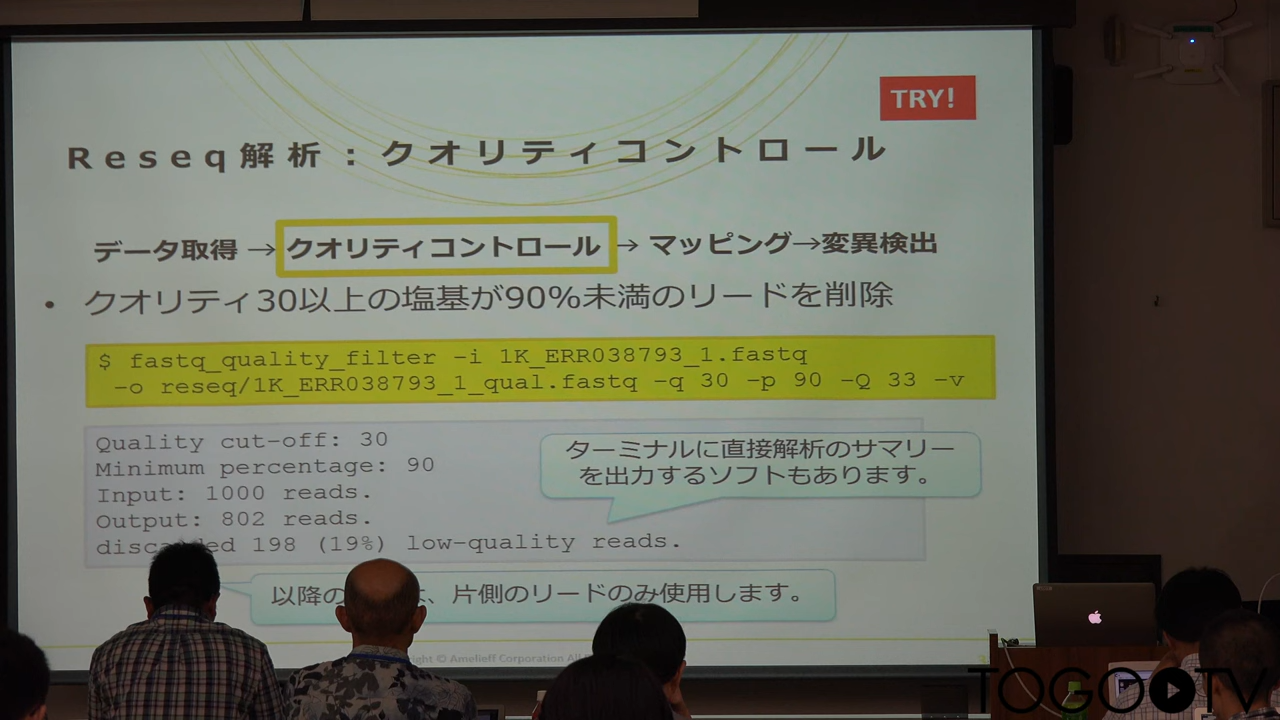 TRY!
Reseq解析：クオリティコントロール
データ取得→クオリティコントロール→マッピング→変異検出
• クオリティ30以上の塩基が90%未満のリードを削除
$ fastq_quality_filter -i 1K_ERR038793_1.fastq
-o reseq/1K_ERR038793_1_qual.fastq -q 30 -p 90 -Q 33 -v
Quality cut-off: 30
Minimum percentage: 90
Input: 1000 reads.
Output: 802 reads.
198 (19%) low-quality reads.
ターミナルに直接解析のサマリー
を出力するソフトもあります。
以降の 、片側のリードのみ使用します。
© Amelieff Corporation All
TOGOTV